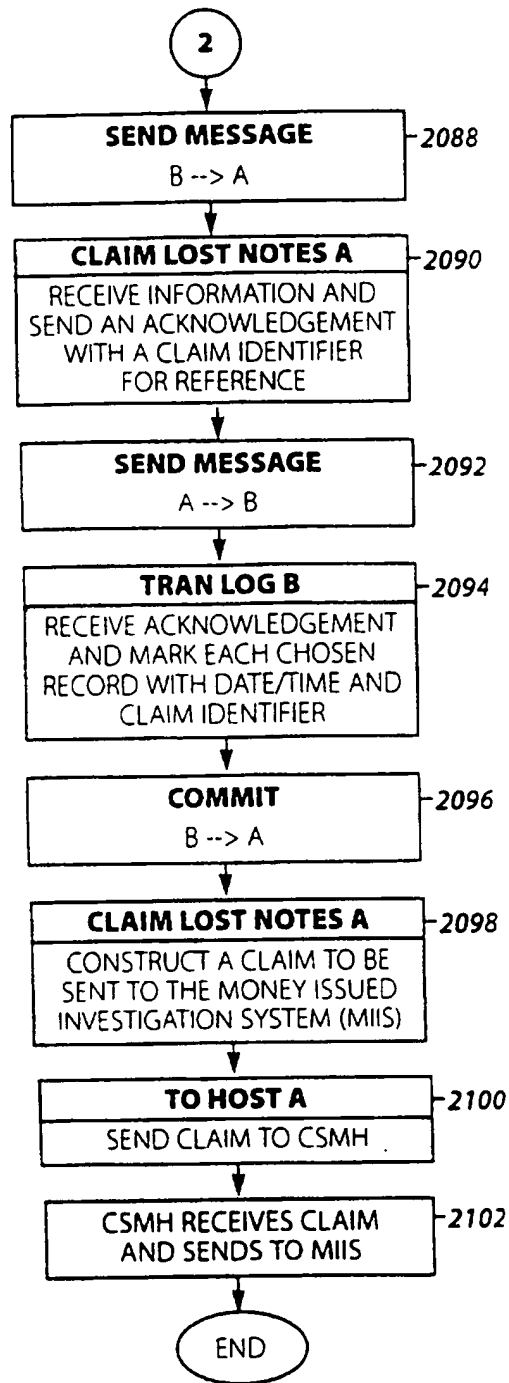 2
SEND MESSAGE
2088
B --> A
CLAIM LOST NOTES A
2090
RECEIVE INFORMATION AND
SEND AN ACKNOWLEDGEMENT
WITH A CLAIM IDENTIFIER
FOR REFERENCE
SEND MESSAGE
2092
A --> B
TRAN LOG B
2094
RECEIVE ACKNOWLEDGEMENT
AND MARK EACH CHOSEN
RECORD WITH DATE/TIME AND
CLAIM IDENTIFIER
COMMIT
2096
B --> A
CLAIM LOST NOTES A
2098
CONSTRUCT A CLAIM TO BE
SENT TO THE MONEY ISSUED
INVESTIGATION SYSTEM (MIIS)
TO HOST A
2100
SEND CLAIM TO CSMH
CSMH RECEIVES CLAIM
2102
AND SENDS TO MIIS
END